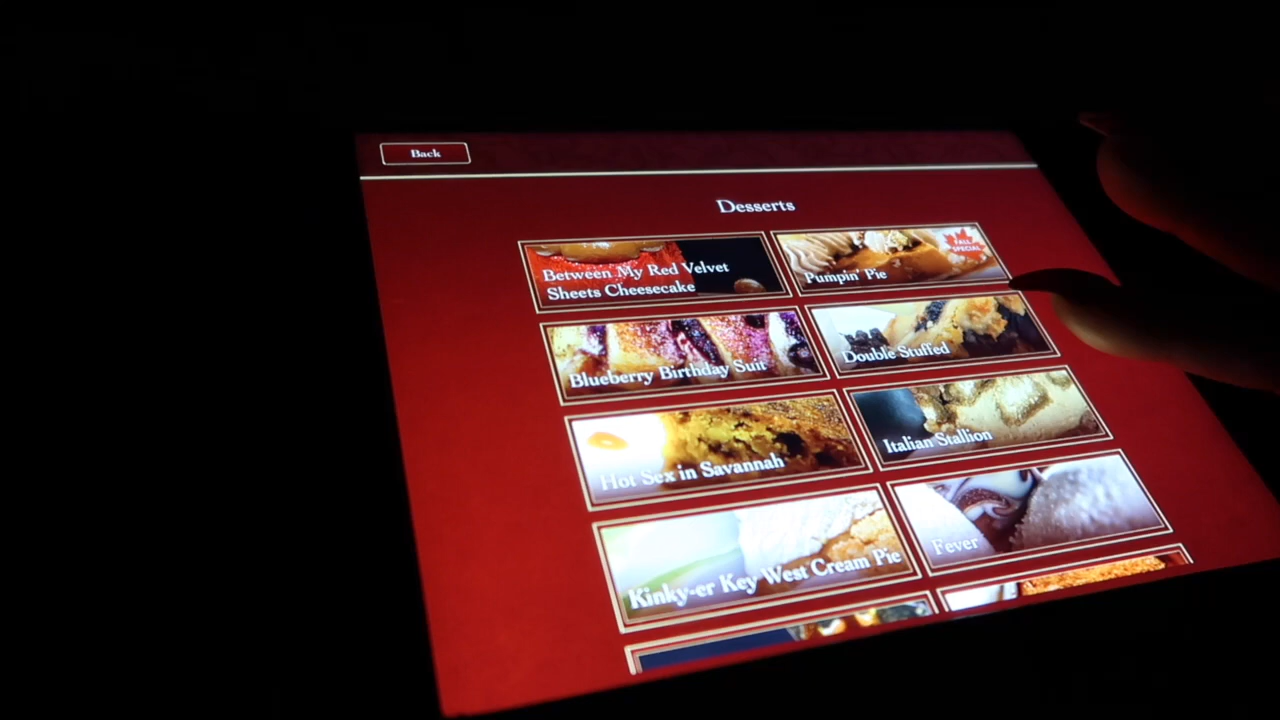 Back
Desserts
Between My Red Velvet
Sheets Cheesecake
Pumpin' Pie
FALL
SPECIAL
Blueberry Birthday Suit
Double Stuffed
Hot Sex in Savannah
Italian Stallion
Kinky-er Key West Cream Pie
Fever